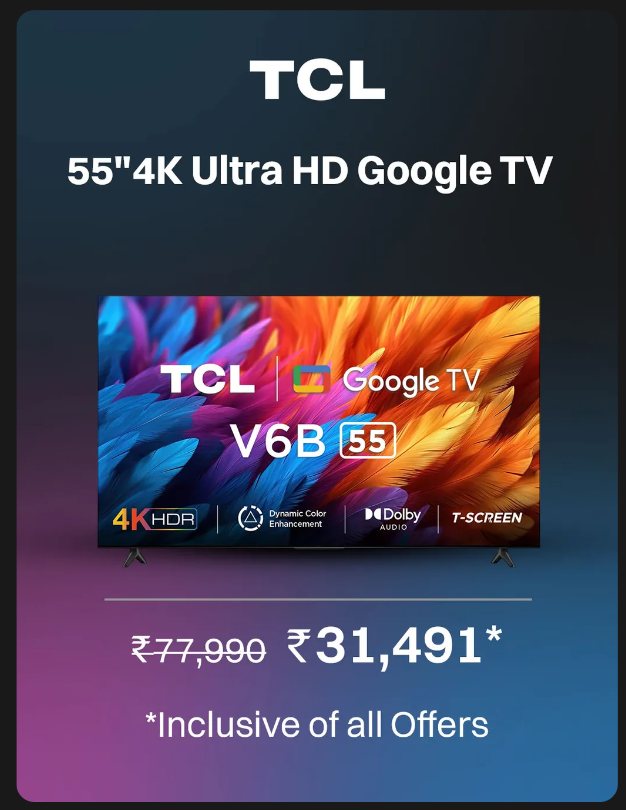 TCL
55"4K Ultra HD Google TV
TCL | Google TV
V6B 55
4K HDR
Dynamic Color
Enhancement
Dolby
AUDIO
T-SCREEN
₹77,990 ₹31,491*
*Inclusive of all Offers